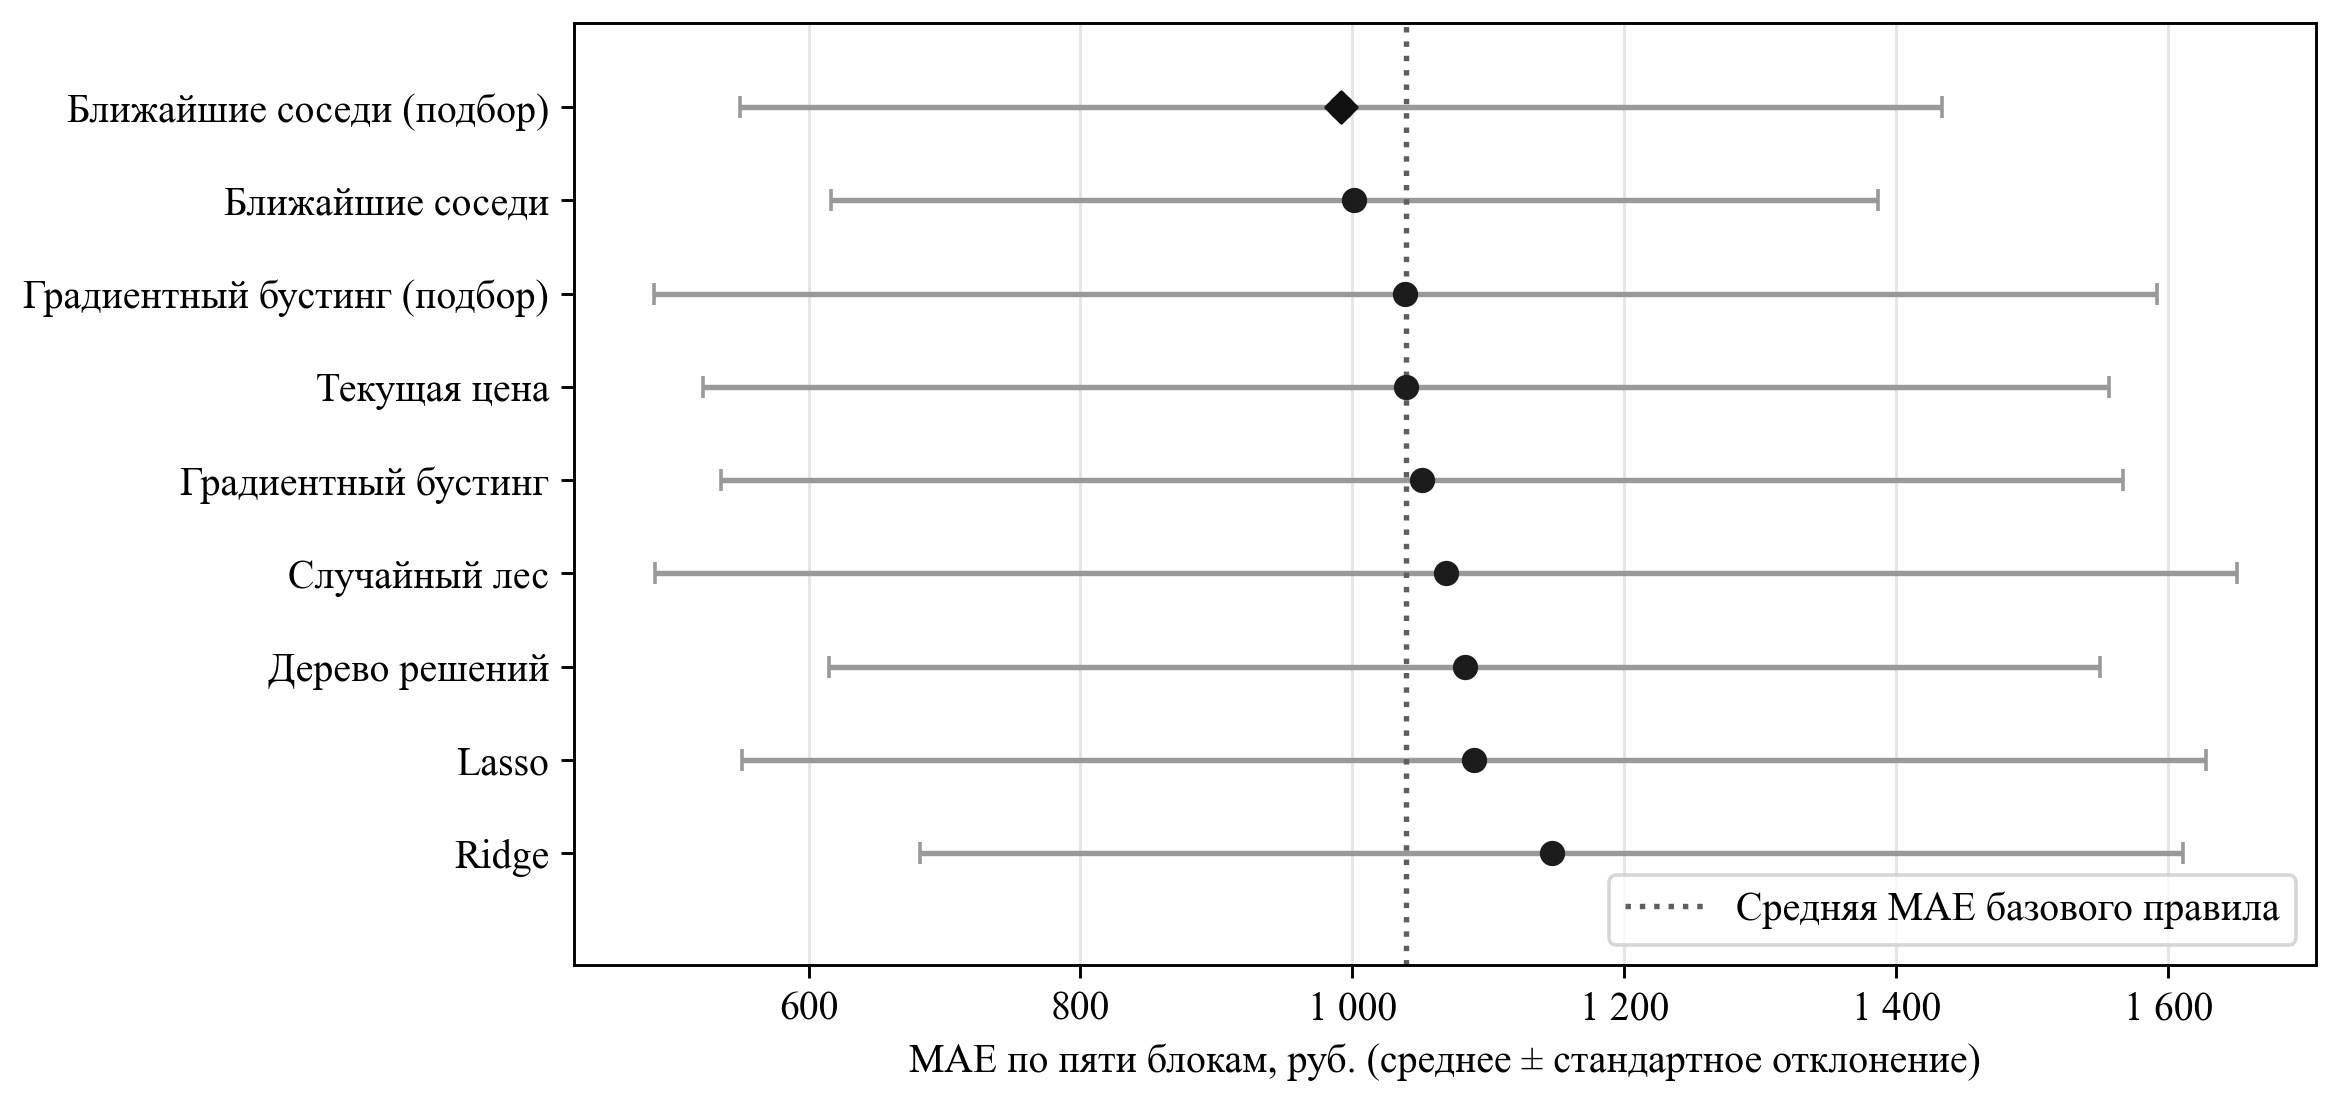 Ближайшие соседи (подбор)
Ближайшие соседи
Градиентный бустинг (подбор)
Текущая цена
Градиентный бустинг
Случайный лес
Дерево решений
Lasso
Ridge
Средняя MAE базового правила
600 800 1 000 1 200 1 400 1 600
MAE по пяти блокам, руб. (среднее ± стандартное отклонение)